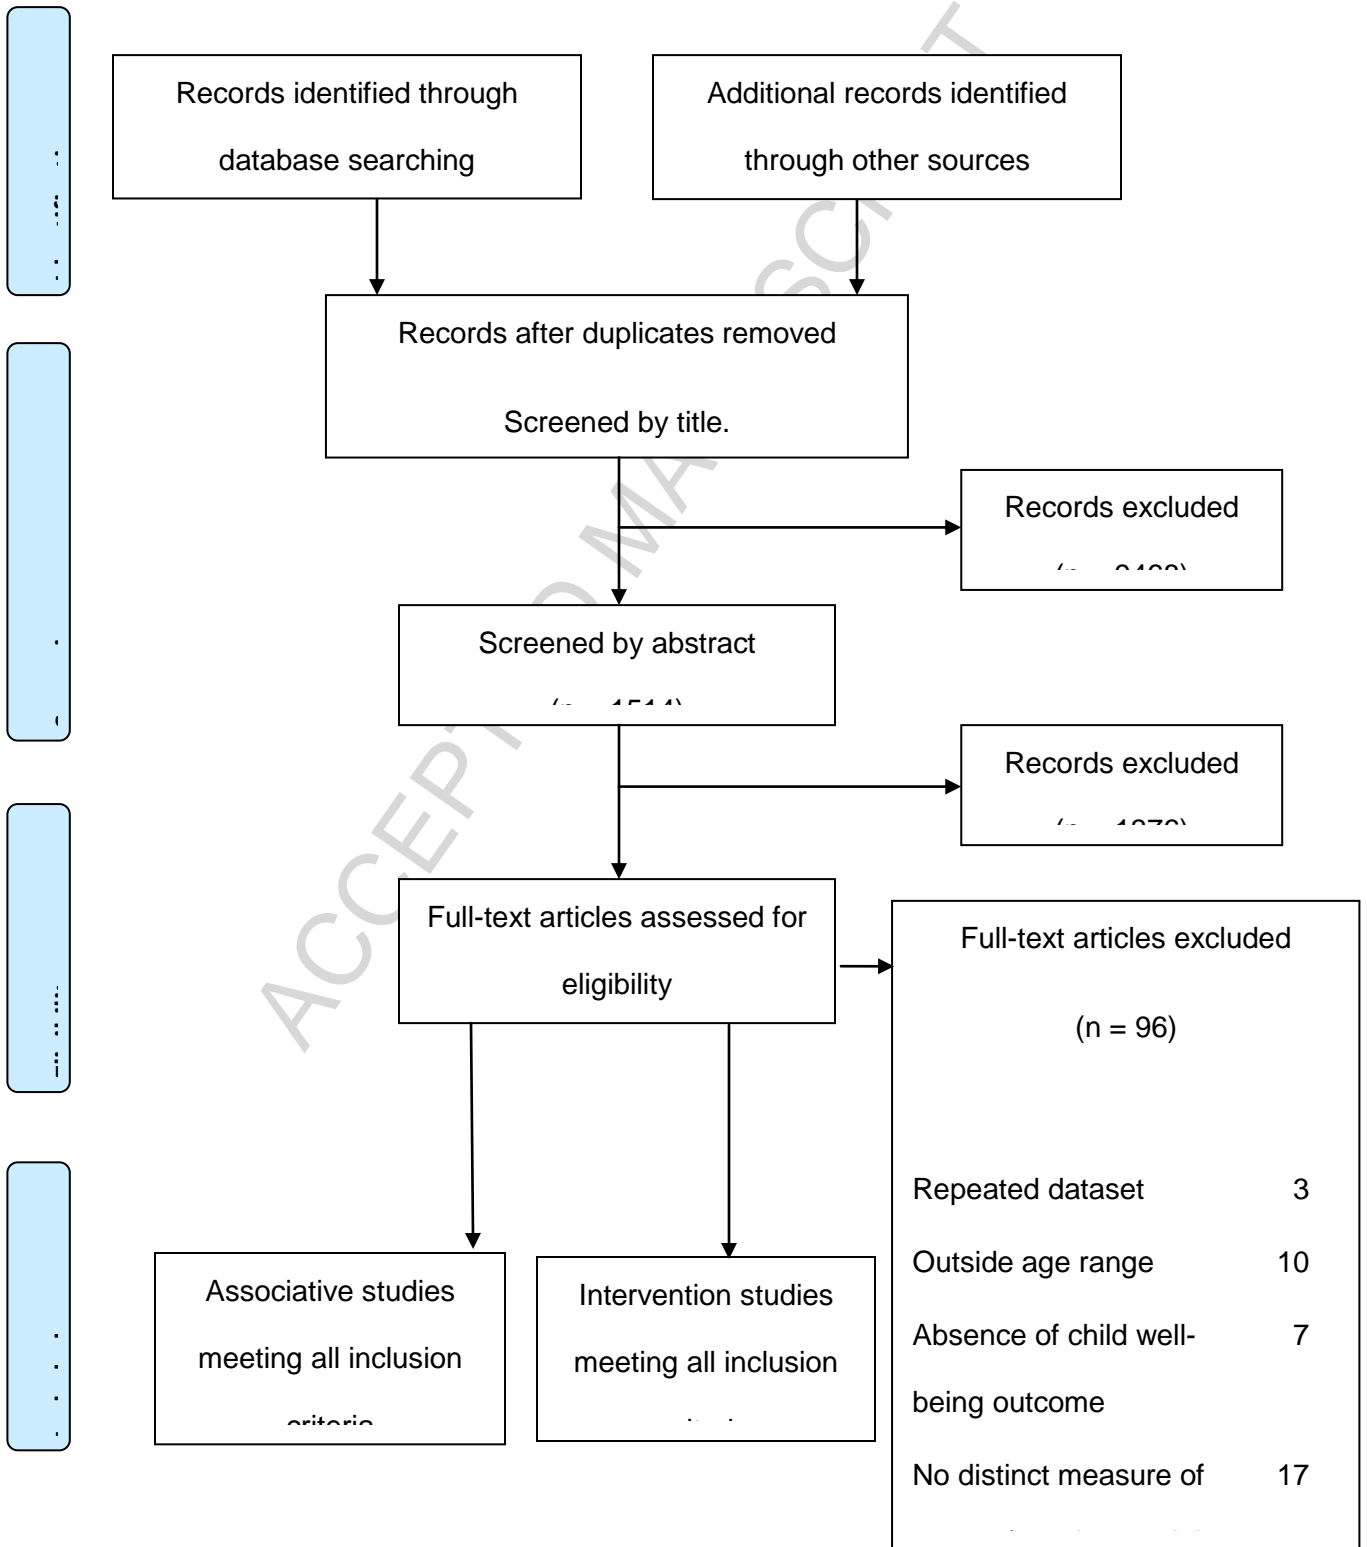 Records identified through
database searching
Additional records identified
through other sources
Records after duplicates removed
Screened by title.
Records excluded
Screened by abstract
(n = 1514)
Records excluded
Full-text articles assessed for
eligibility
Full-text articles excluded
(n = 96)
Repeated dataset 3
Outside age range 10
Absence of child well- 7
being outcome
No distinct measure of 17
Associative studies
meeting all inclusion
criteria
Intervention studies
meeting all inclusion